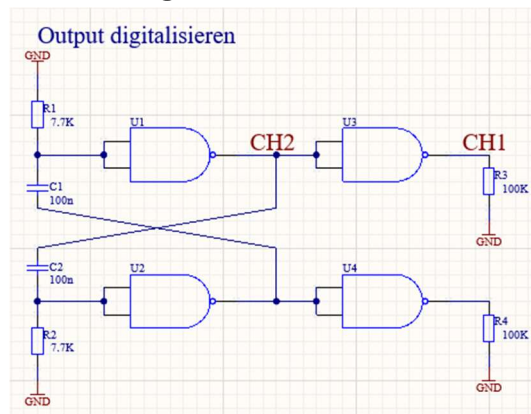 Output digitalisieren
GND
R1
7.7K
U1
CH2
U3
CH1
R3
100K
C1
100n
GND
C2
100n
U2
U4
R2
7.7K
R4
100K
GND
GND